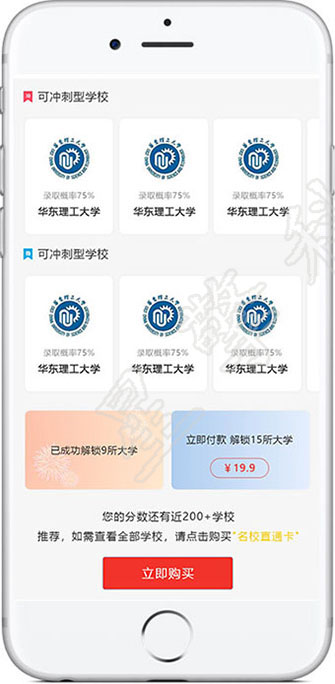 可冲刺型学校
录取概率75% 录取概率75% 录取概率75%
华东理工大学 华东理工大学 华东理工大学
可冲刺型学校
录取概率75% 录取概率75% 录取概率75%
华东理工大学 华东理工大学 华东理工大学
已成功解锁9所大学
立即付款 解锁15所大学
¥19.9
您的分数还有近200+学校
推荐，如需查看全部学校，请点击购买"名校直通卡"
立即购买